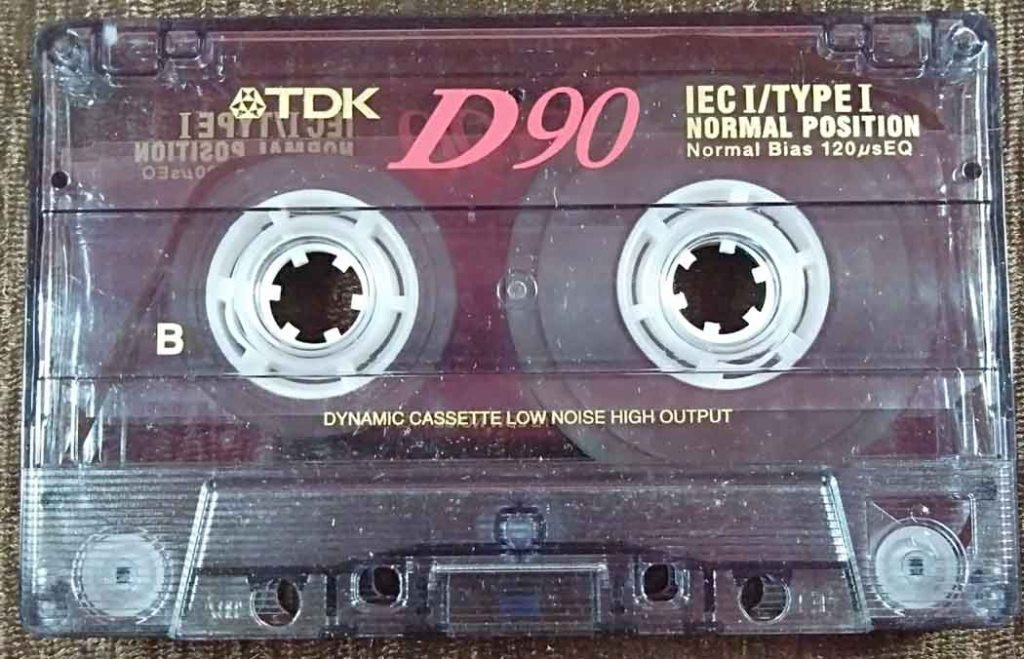 TDK
D90
IEC I/TYPE I
NORMAL POSITION
Normal Bias 120µsEQ
B
DYNAMIC CASSETTE LOW NOISE HIGH OUTPUT